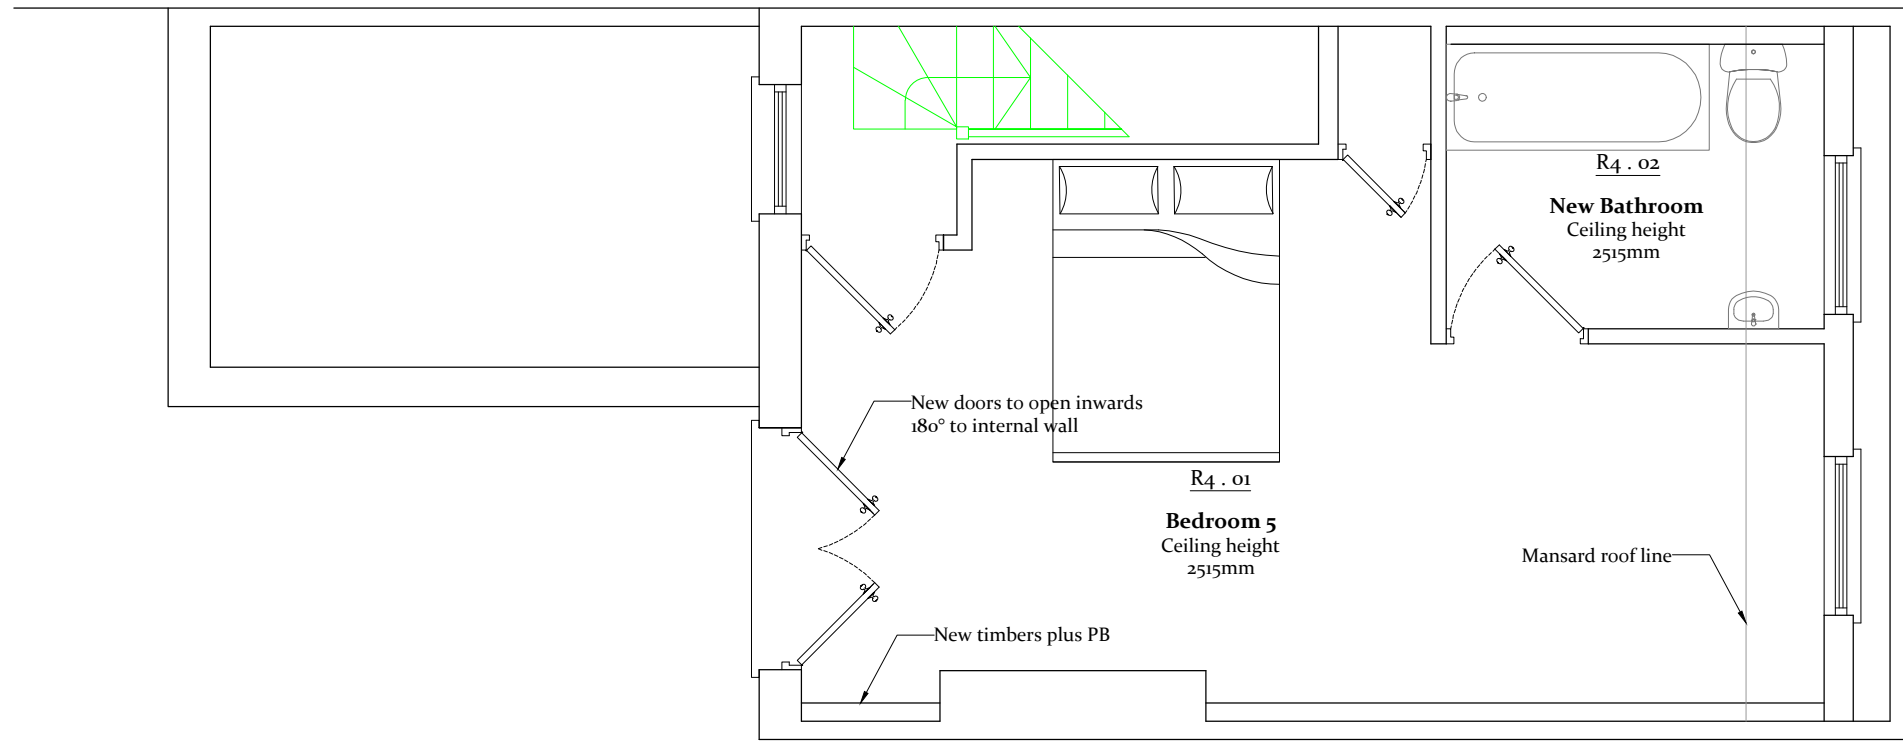 R4 . 02
New Bathroom
Ceiling height
2515mm
New doors to open inwards
180° to internal wall
R4 . 01
Bedroom 5
Ceiling height
2515mm
Mansard roof line
New timbers plus PB